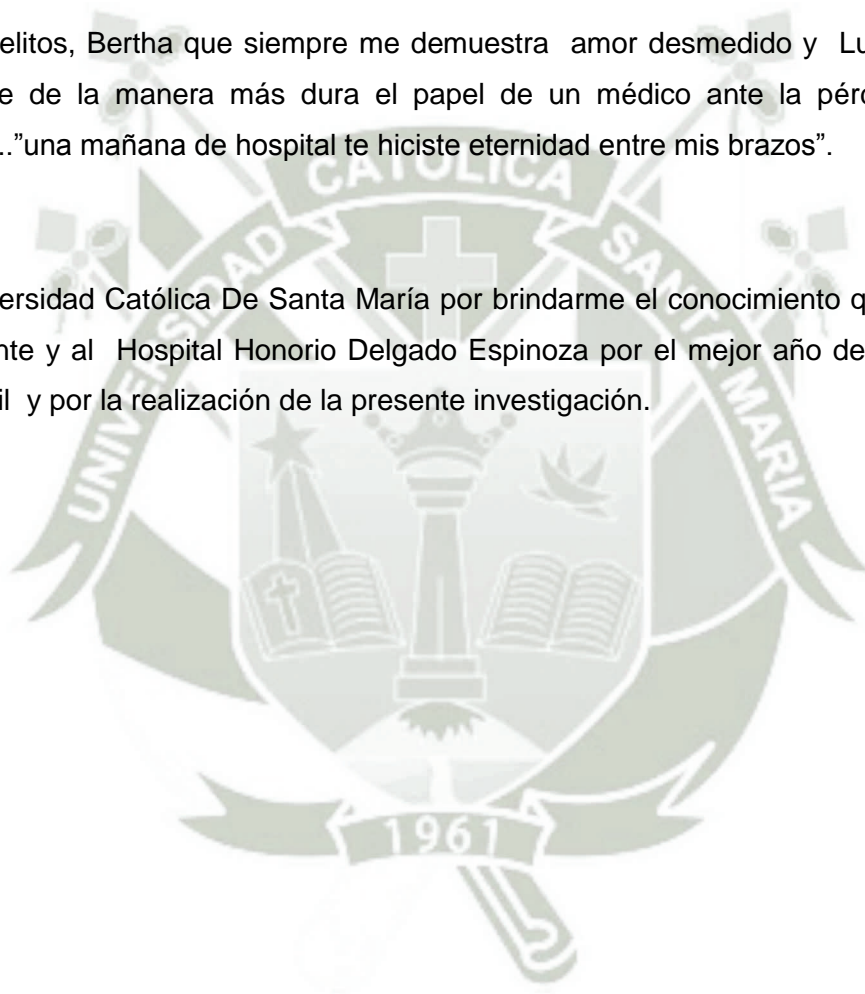 elitos, Bertha que siempre me demuestra amor desmedido y Lu
e de la manera más dura el papel de un médico ante la pérd
..”una mañana de hospital te hiciste eternidad entre mis brazos”.
UNIVERSIDAD CATÓLICA SANTA MARIA
ersidad Católica De Santa María por brindarme el conocimiento q
nte y al Hospital Honorio Delgado Espinoza por el mejor año de
il y por la realización de la presente investigación.
1961